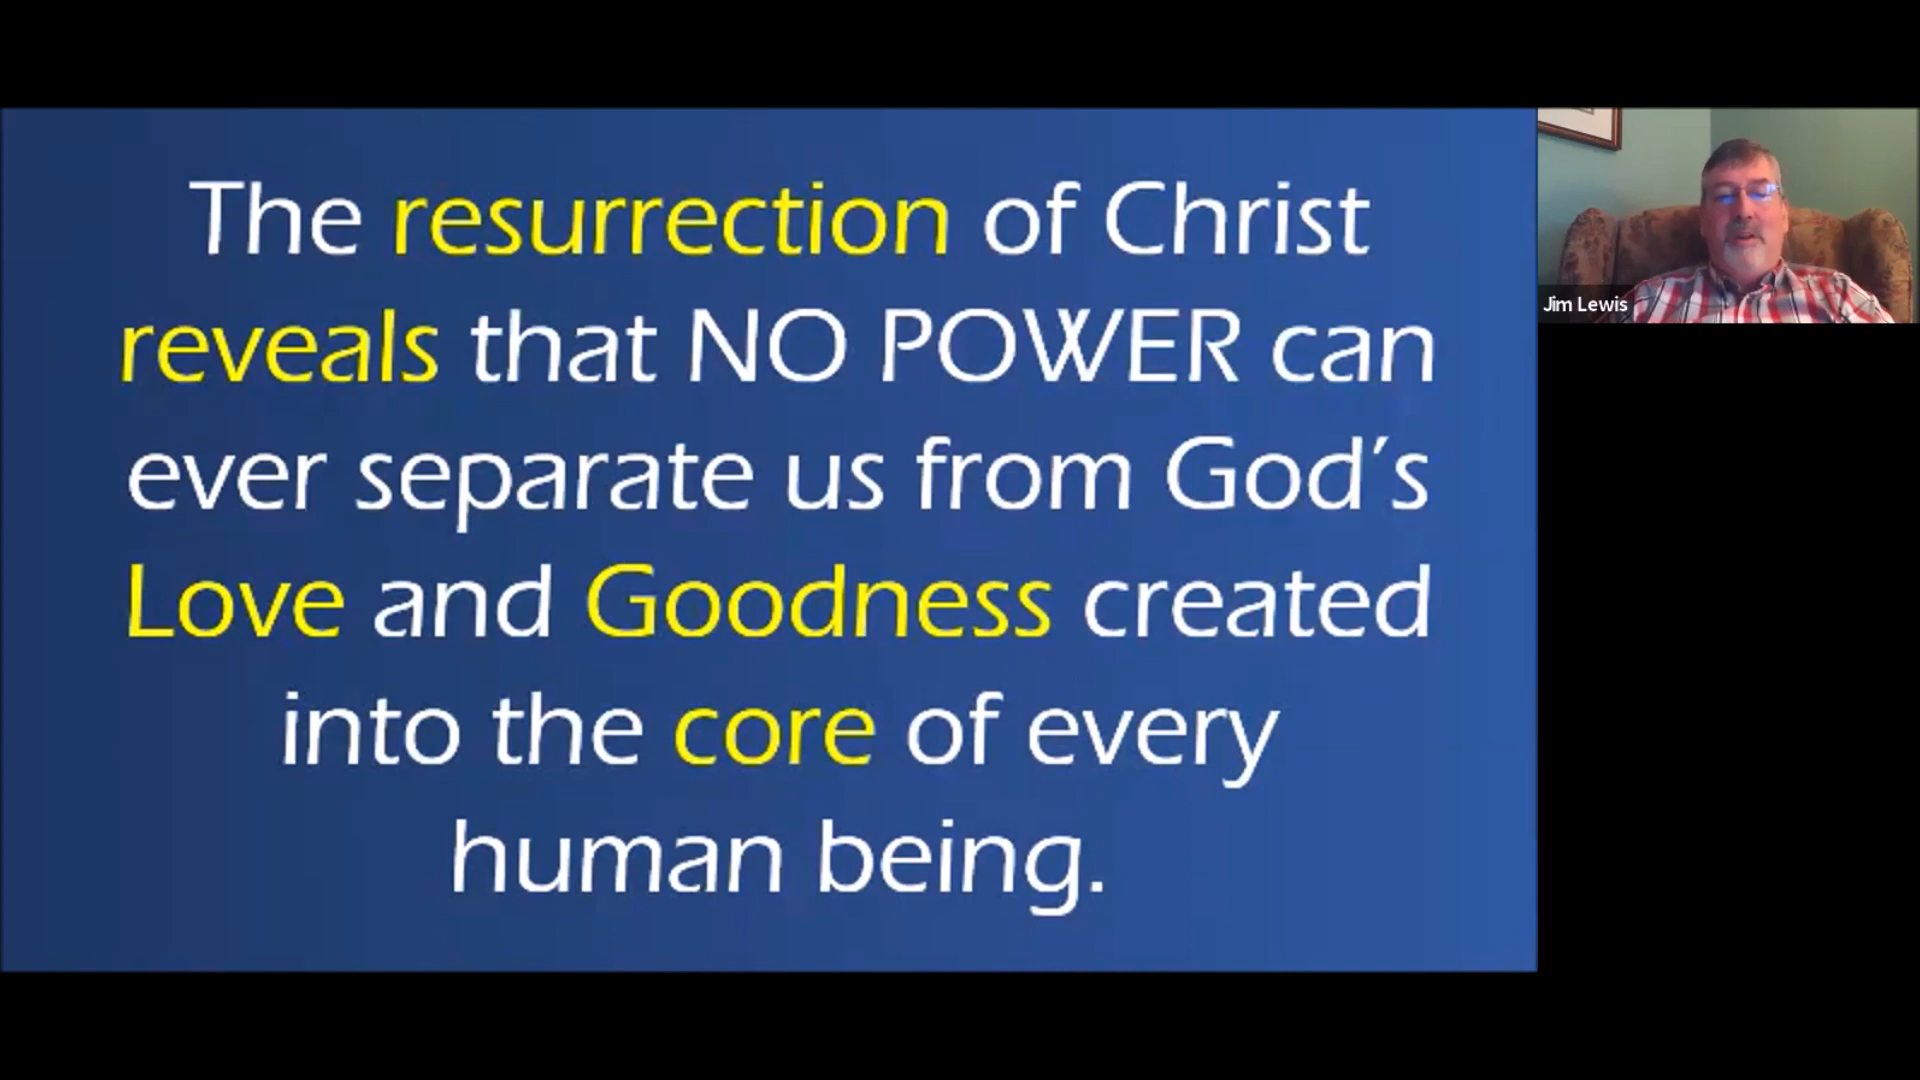 The resurrection of Christ
reveals that NO POWER can
ever separate us from God's
Love and Goodness created
into the core of every
human being.
Jim Lewis